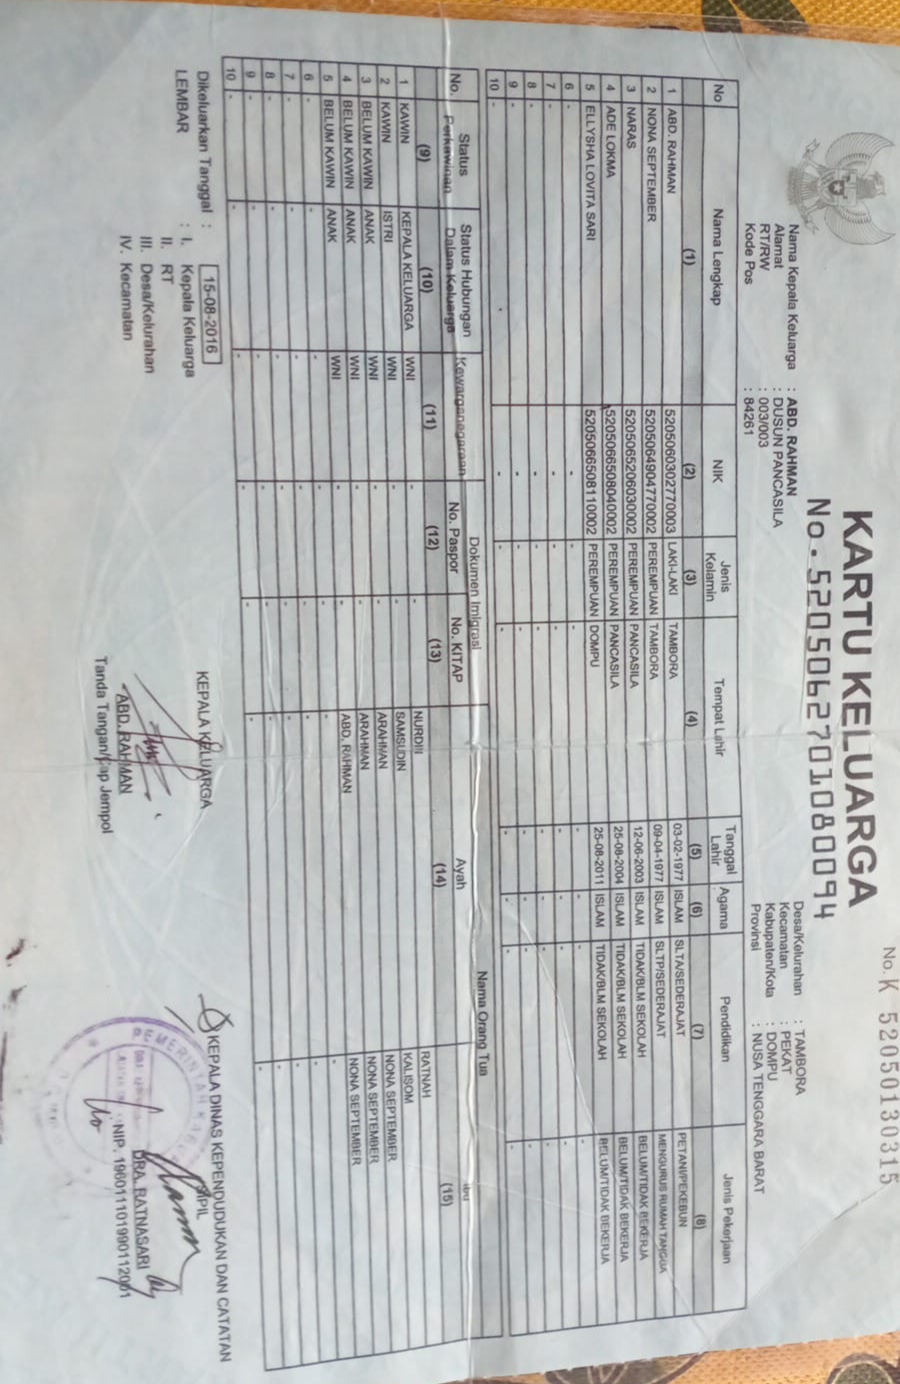 No. K 5205130315
KARTU KELUARGA
No. 5205062701080094
Nama Kepala Keluarga : ABD. RAHMAN
Alamat : DUSUN PANCASILA
RT/RW : 003/003
Kode Pos : 84261
Desa/Kelurahan : TAMBORA
Kecamatan : PEKAT
Kabupaten/Kota : DOMPU
Provinsi : NUSA TENGGARA BARAT
No Nama Lengkap NIK Jenis Kelamin Tempat Lahir Tanggal Lahir Agama Pendidikan Jenis Pekerjaan
(1) (2) (3) (4) (5) (6) (7) (8)
1 ABD. RAHMAN 5205060302770003 LAKI-LAKI TAMBORA 03-02-1977 ISLAM SLTA/SEDERAJAT PETANI/PEKEBUN
2 NONA SEPTEMBER 5205064904770002 PEREMPUAN TAMBORA 09-04-1977 ISLAM SLTP/SEDERAJAT MENGURUS RUMAH TANGGA
3 NARAS 5205065206030002 PEREMPUAN PANCASILA 12-06-2003 ISLAM TIDAK/BLM SEKOLAH BELUM/TIDAK BEKERJA
4 ADE LOKMA 5205066508040002 PEREMPUAN PANCASILA 25-08-2004 ISLAM TIDAK/BLM SEKOLAH BELUM/TIDAK BEKERJA
5 ELLYSHA LOVITA SARI 5205066508110002 PEREMPUAN DOMPU 25-08-2011 ISLAM TIDAK/BLM SEKOLAH BELUM/TIDAK BEKERJA
6 - - - - - - - -
7 - - - - - - - -
8 - - - - - - - -
9 - - - - - - - -
10 - - - - - - - -
No. Status Perkawinan Status Hubungan Dalam Keluarga Kewarganegaraan Dokumen Imigrasi Nama Orang Tua
No. Paspor No. KITAP Ayah Ibu
(9) (10) (11) (12) (13) (14) (15)
1 KAWIN KEPALA KELUARGA WNI - - NURDIN RATNAH
2 KAWIN ISTRI WNI - - SAMSUDIN KALISOM
3 BELUM KAWIN ANAK WNI - - ARAHMAN NONA SEPTEMBER
4 BELUM KAWIN ANAK WNI - - ARAHMAN NONA SEPTEMBER
5 BELUM KAWIN ANAK WNI - - ABD. RAHMAN NONA SEPTEMBER
6 - - - - - - -
7 - - - - - - -
8 - - - - - - -
9 - - - - - - -
10 - - - - - - -
Dikeluarkan Tanggal : 15-08-2016
LEMBAR : I. Kepala Keluarga
II. RT
III. Desa/Kelurahan
IV. Kecamatan
KEPALA KELUARGA
ABD. RAHMAN
Tanda Tangan/Cap Jempol
KEPALA DINAS KEPENDUDUKAN DAN CATATAN
SIPIL
PEMERINTAH
DRA. RATNASARI
NIP. 196011101990112001